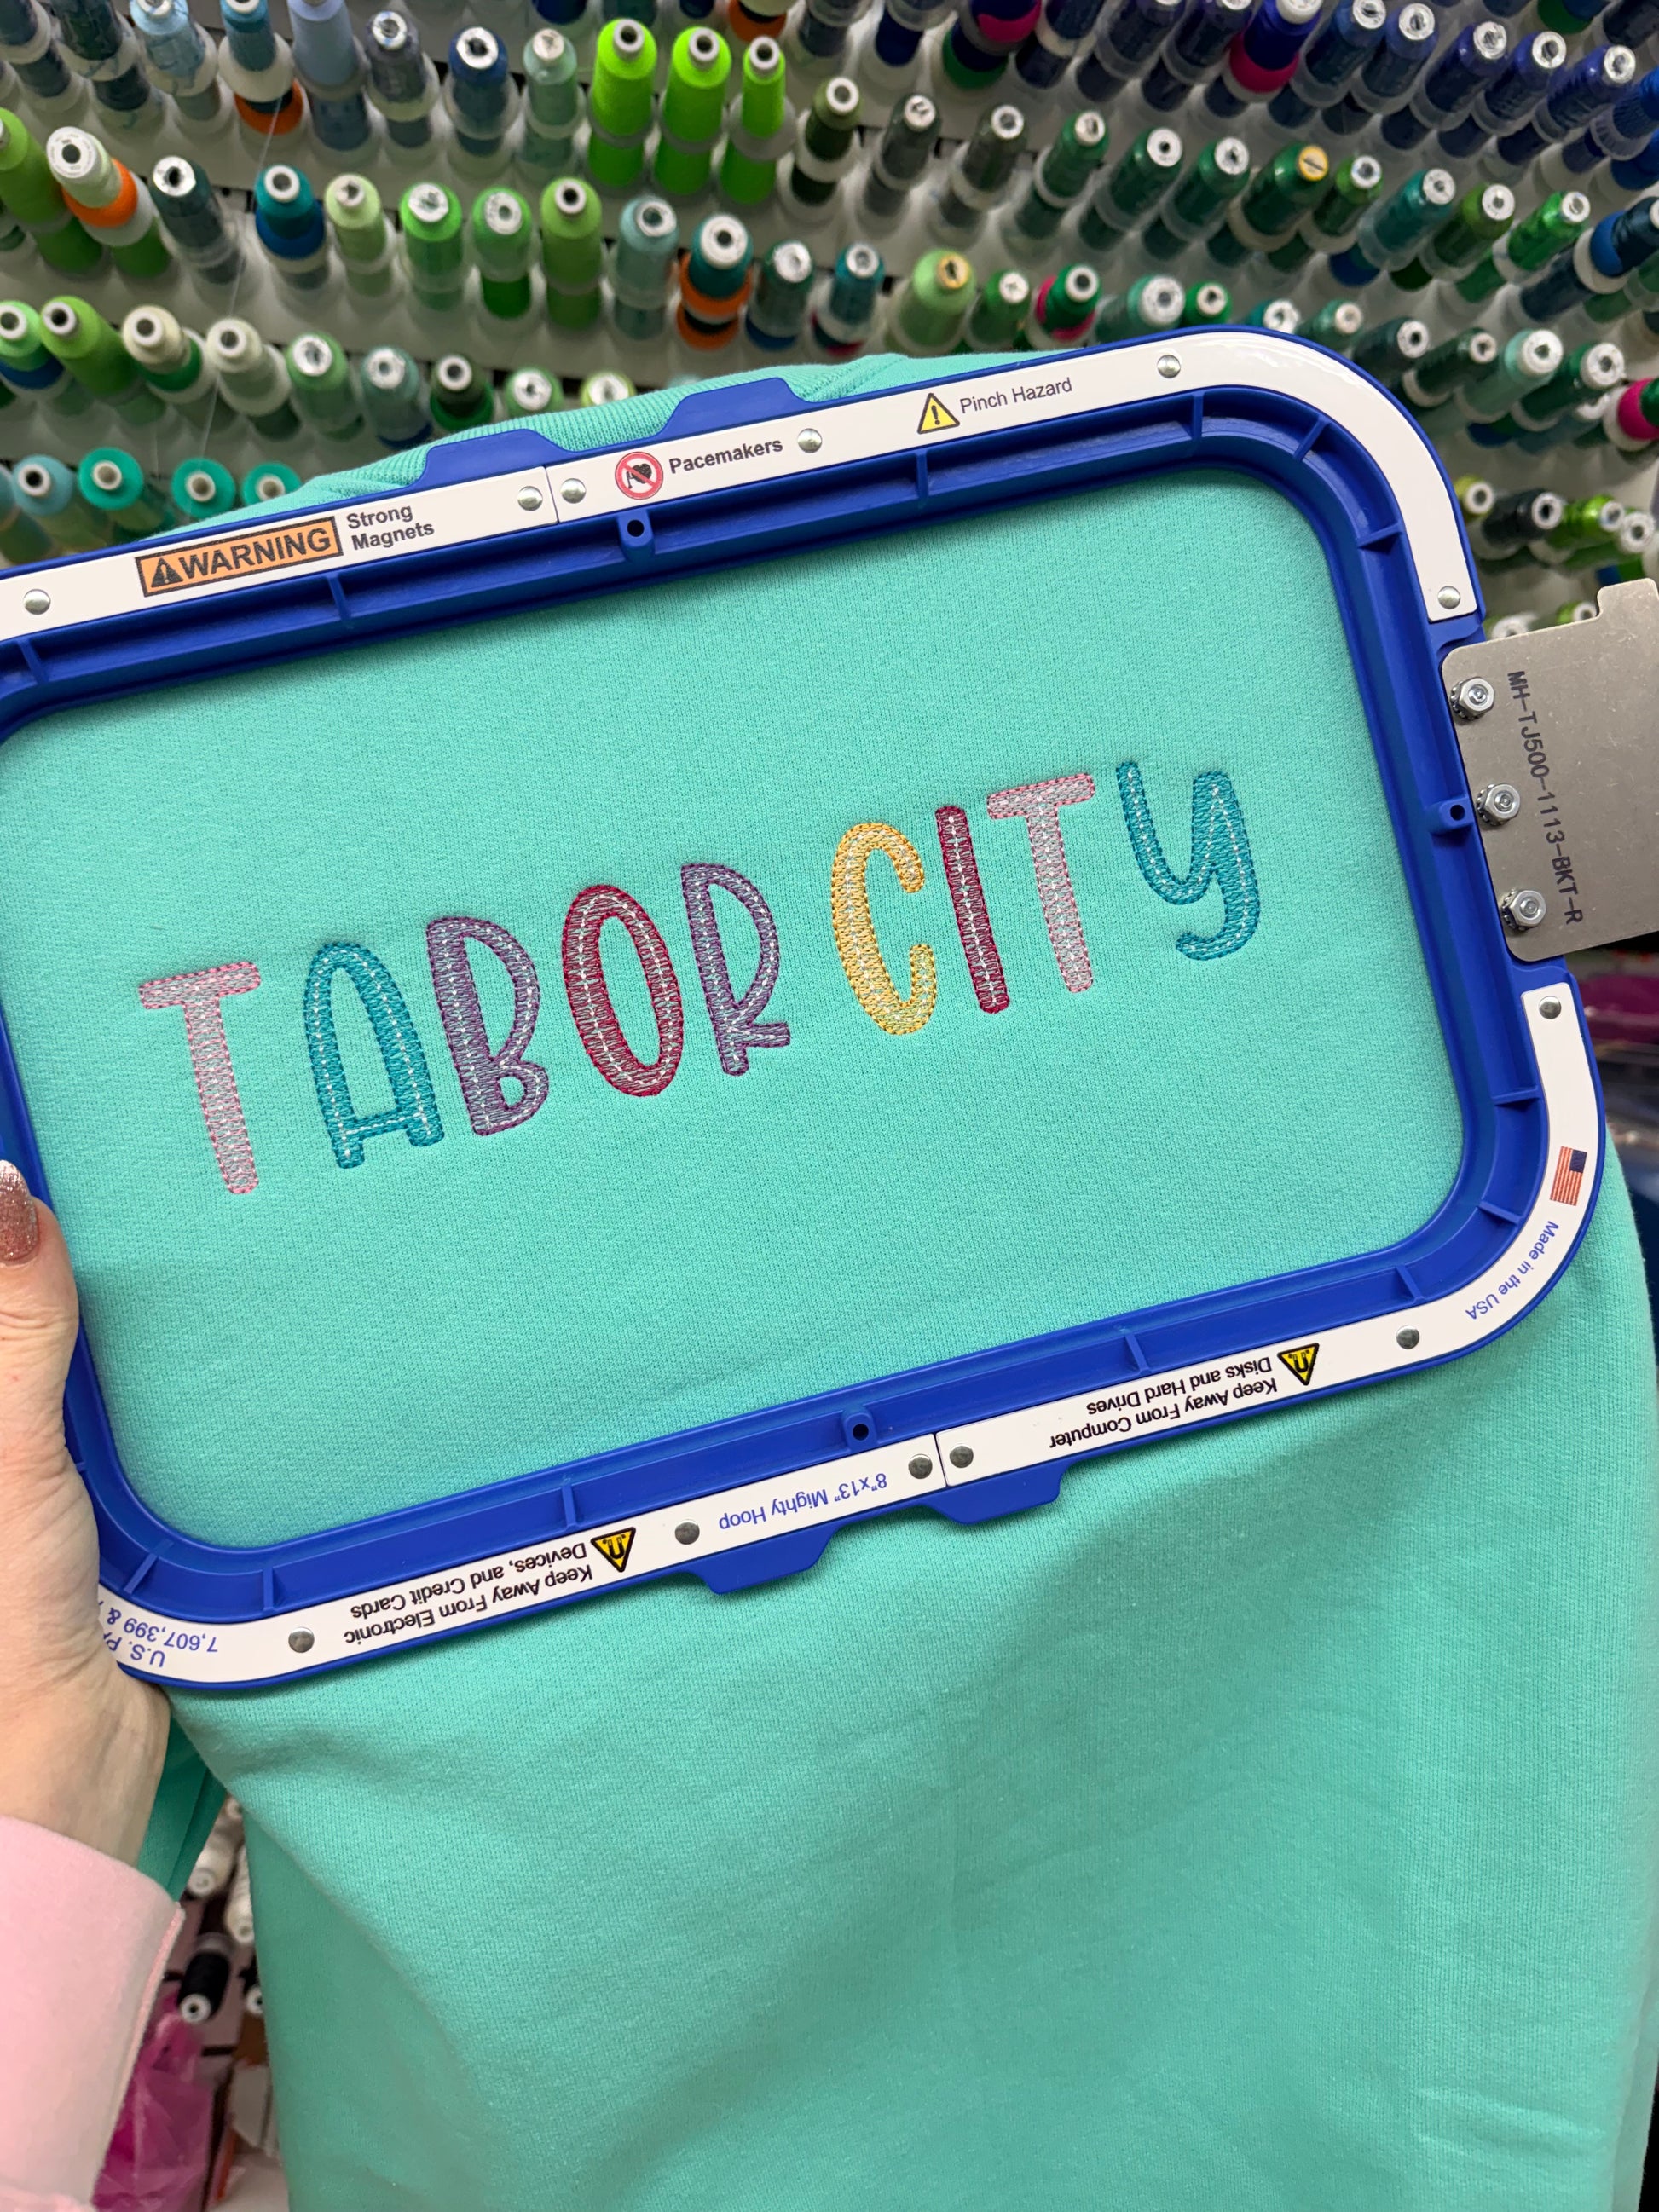 WARNING
Strong
Magnets
Pacemakers
Pinch Hazard
MH-TJ500-1113-BKT-R
TABOR CITY
Made in the USA
Keep Away From Computer
Disks and Hard Drives
8"x13" Mighty Hoop
Keep Away From Electronic
Devices, and Credit Cards
U.S.
7,607,399 &